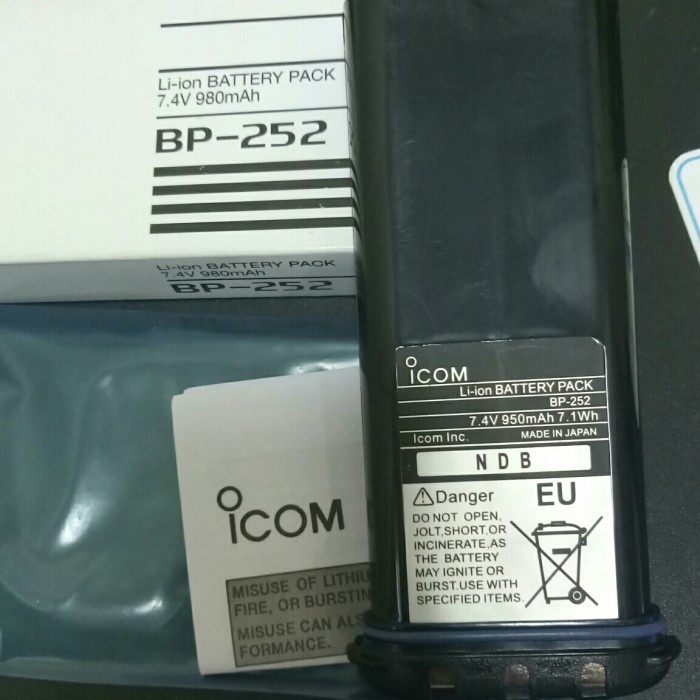 Li-ion BATTERY PACK
7.4V 980mAh
BP-252
Li-ion BATTERY PACK
7.4V 980mAh
BP-252
ICOM
MISUSE OF LITHIU
FIRE, OR BURSTIN
MISUSE CAN ALS
FORMANCE.
ICOM
Li-ion BATTERY PACK
BP-252
7.4V 950mAh 7.1Wh
Icom Inc. MADE IN JAPAN
NDB
Danger EU
DO NOT OPEN,
JOLT,SHORT,OR
INCINERATE,AS
THE BATTERY
MAY IGNITE OR
BURST.USE WITH
SPECIFIED ITEMS.